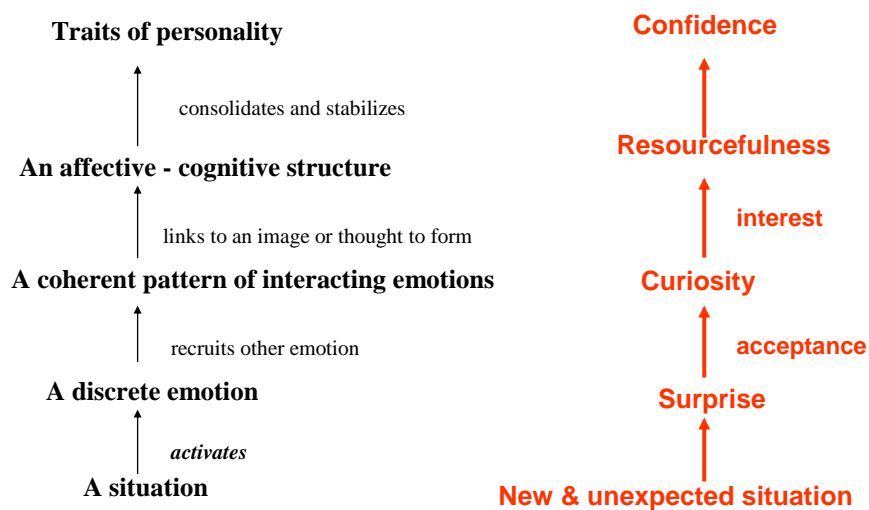 Traits of personality
consolidates and stabilizes
An affective - cognitive structure
links to an image or thought to form
A coherent pattern of interacting emotions
recruits other emotion
A discrete emotion
activates
A situation
Confidence
Resourcefulness
interest
Curiosity
acceptance
Surprise
New & unexpected situation